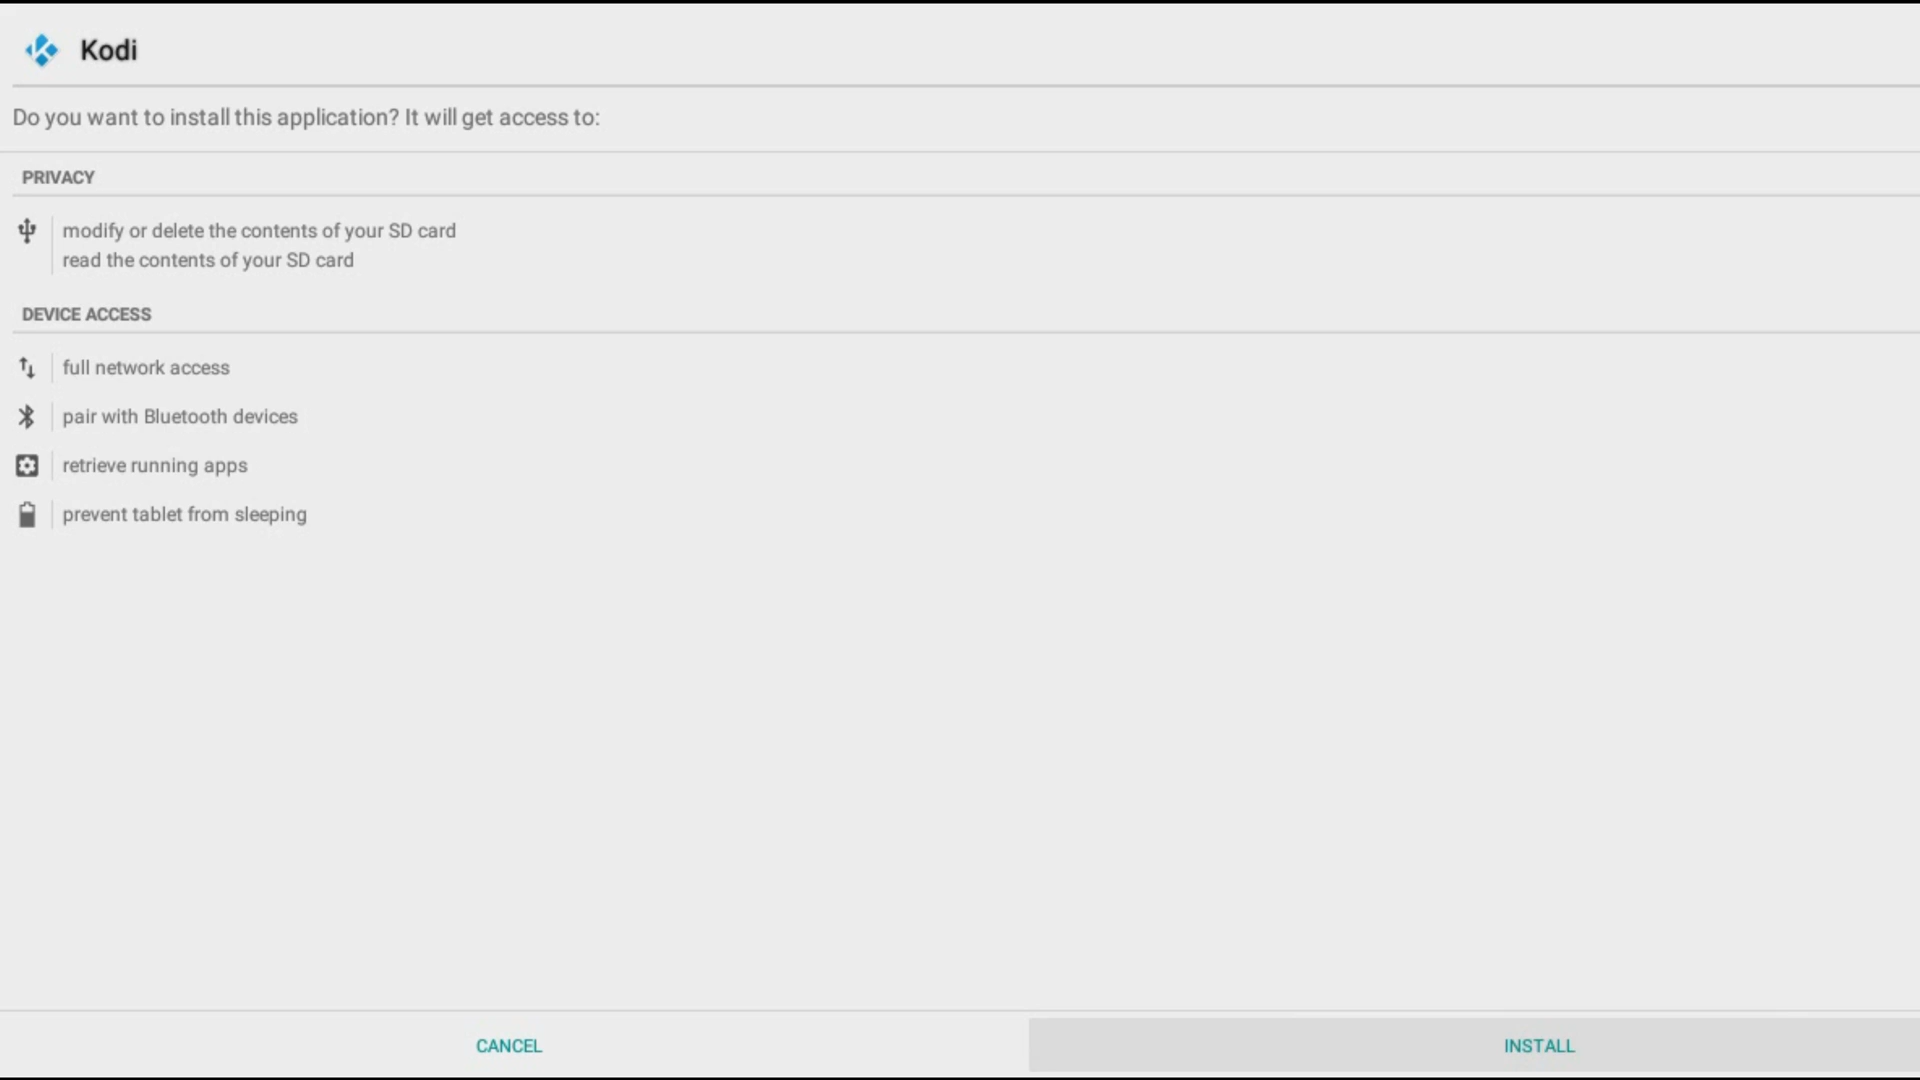 Kodi
Do you want to install this application? It will get access to:
PRIVACY
modify or delete the contents of your SD card
read the contents of your SD card
DEVICE ACCESS
full network access
pair with Bluetooth devices
retrieve running apps
prevent tablet from sleeping
CANCEL
INSTALL